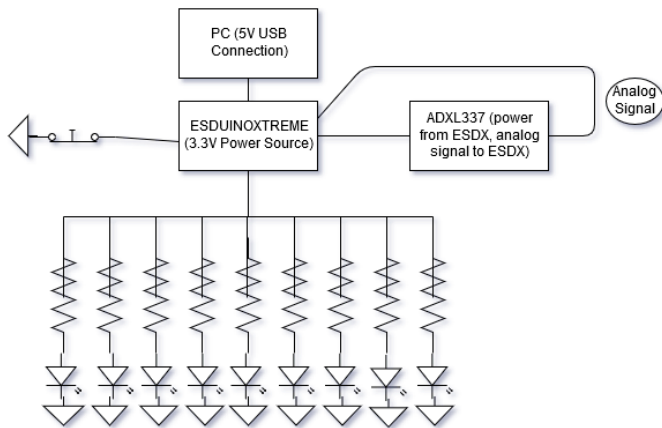 PC (5V USB
Connection)
ESDUINOXTREME
(3.3V Power Source)
ADXL337 (power
from ESDX, analog
signal to ESDX)
Analog
Signal